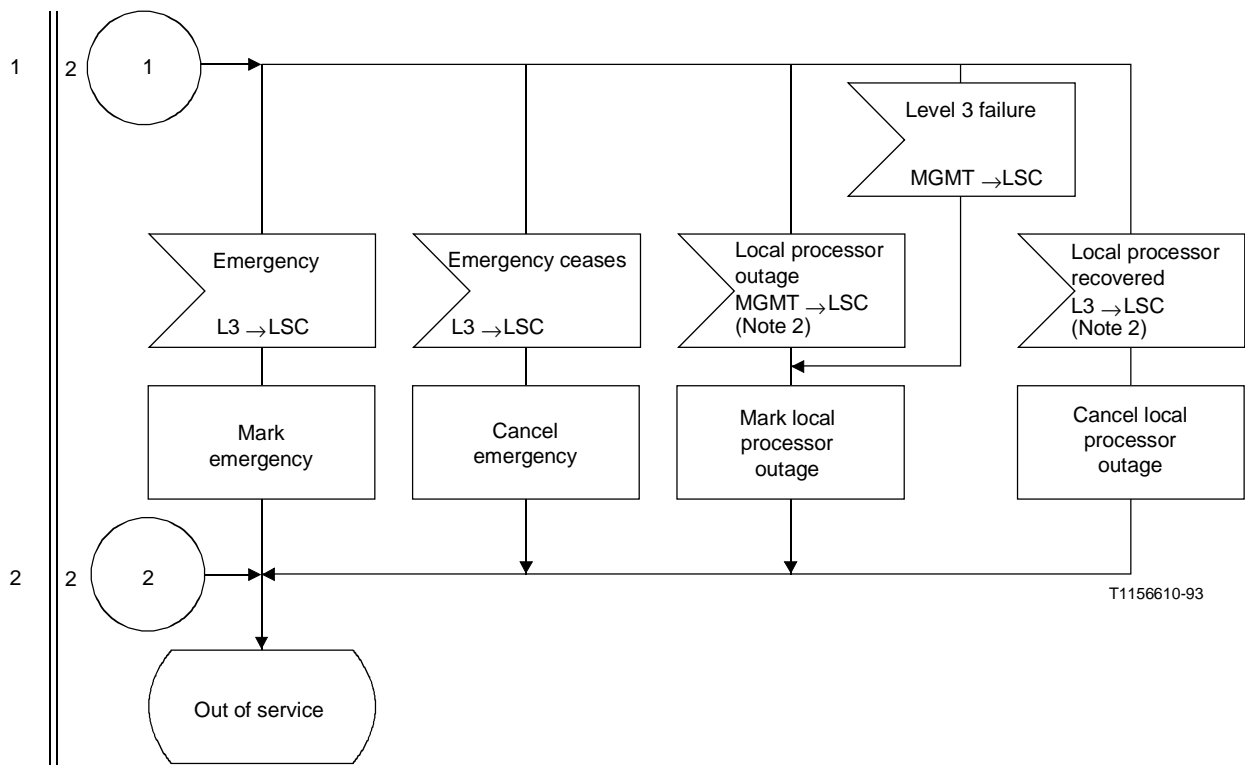 1
2
1
Level 3 failure
MGMT →LSC
Emergency
L3 →LSC
Emergency ceases
L3 →LSC
Local processor
outage
MGMT →LSC
(Note 2)
Local processor
recovered
L3 →LSC
(Note 2)
Mark
emergency
Cancel
emergency
Mark local
processor
outage
Cancel local
processor
outage
2
2
2
T1156610-93
Out of service